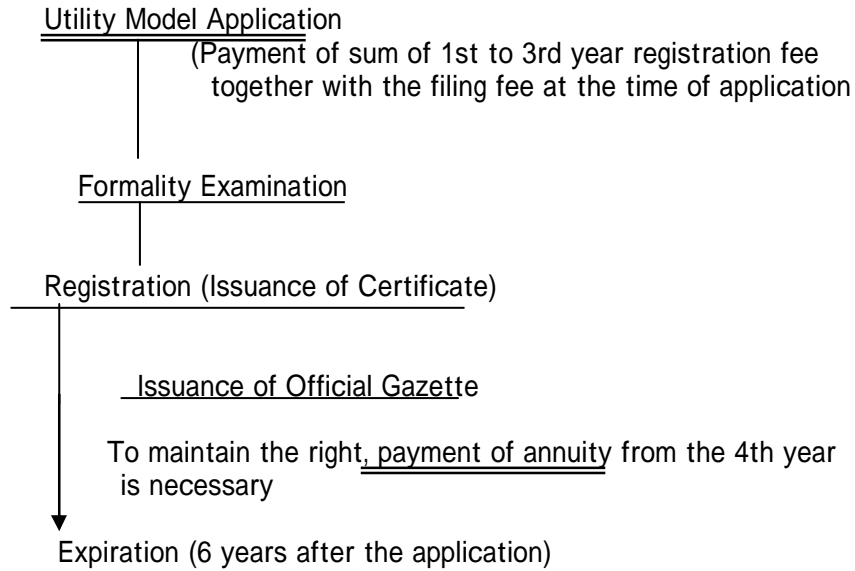 Utility Model Application
(Payment of sum of 1st to 3rd year registration fee
together with the filing fee at the time of application
Formality Examination
Registration (Issuance of Certificate)
Issuance of Official Gazette
To maintain the right, payment of annuity from the 4th year
is necessary
Expiration (6 years after the application)